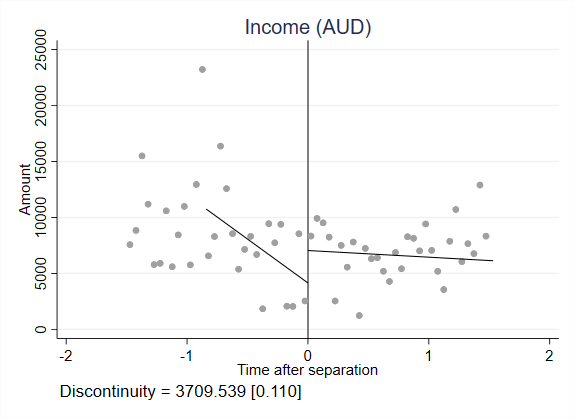 Income (AUD)
25000
20000
15000
10000
5000
0
Amount
-2
-1
0
1
2
Time after separation
Discontinuity = 3709.539 [0.110]